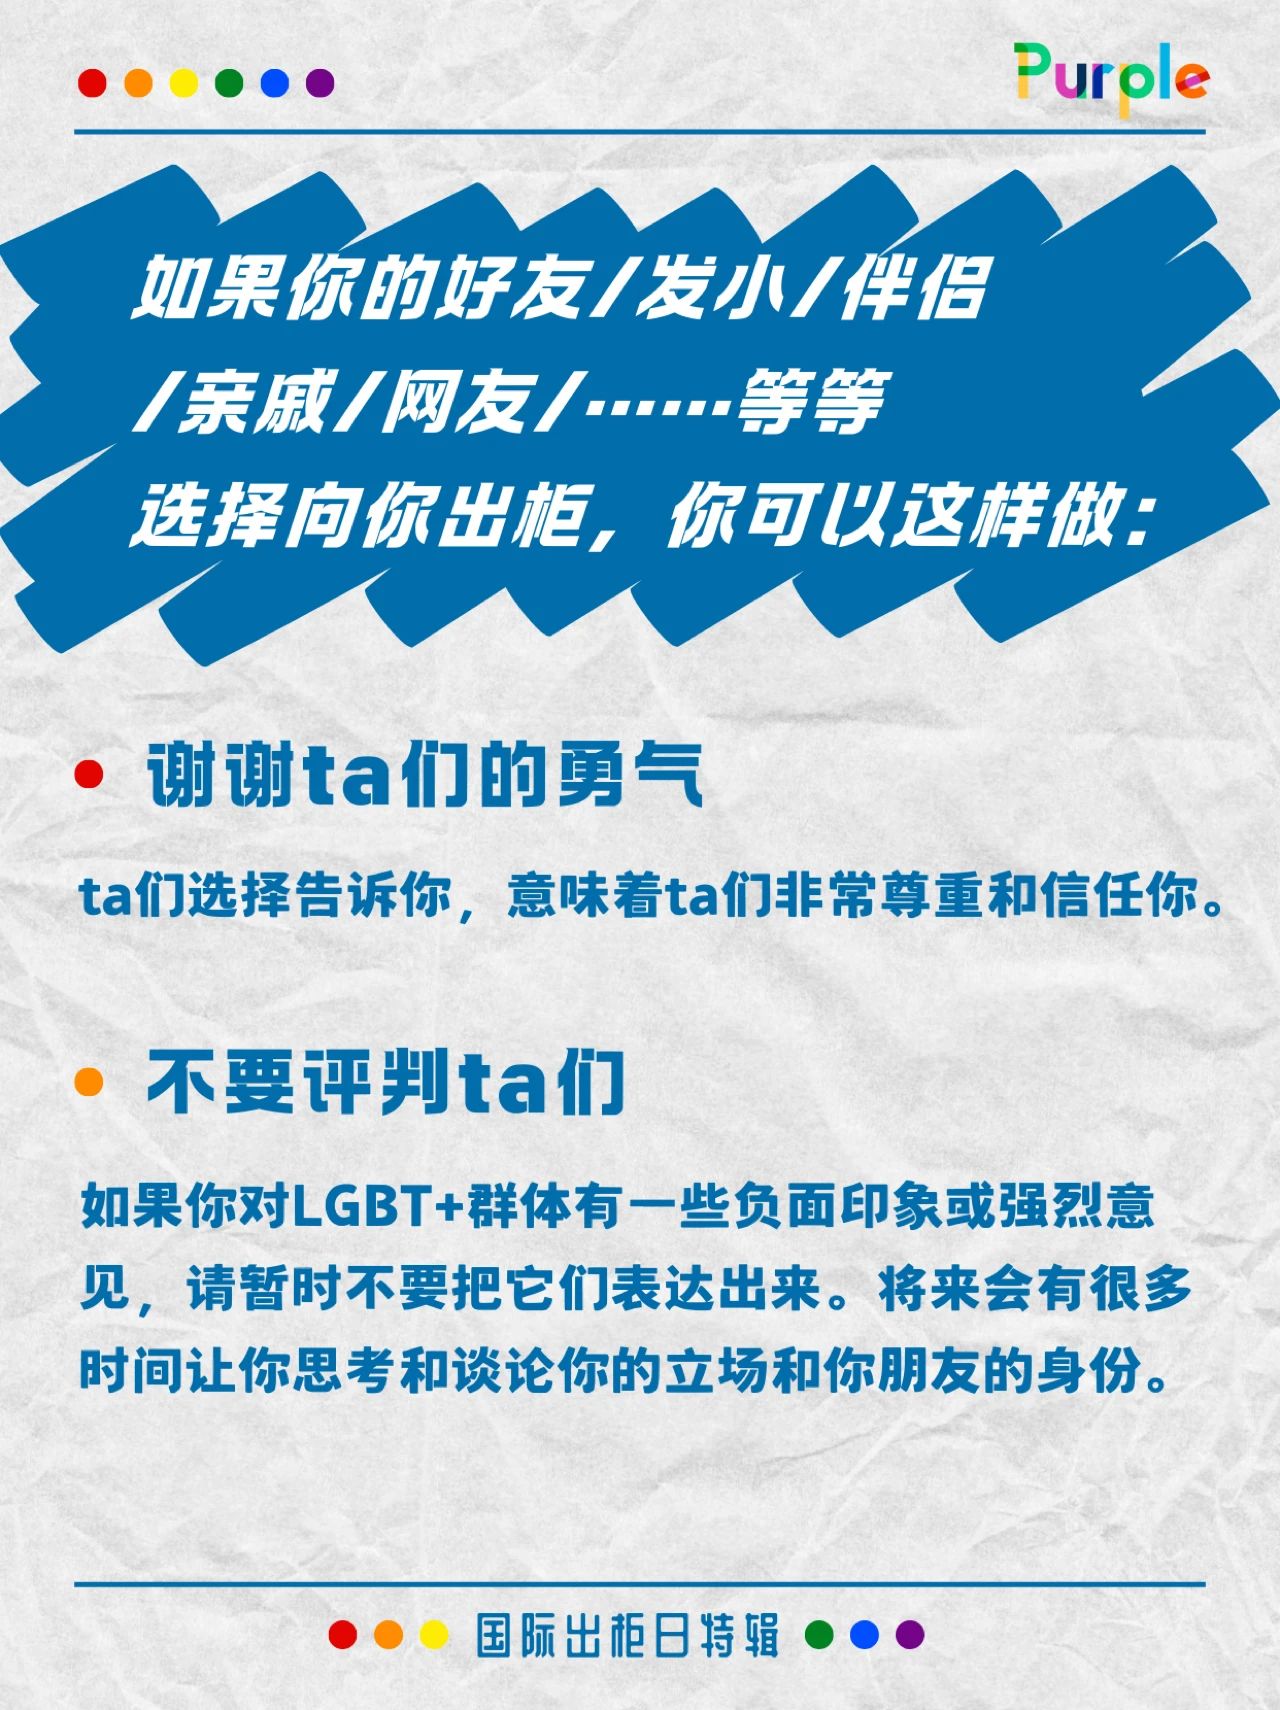 Purple
如果你的好友/发小/伴侣
/亲戚/网友/……等等
选择向你出柜，你可以这样做：
谢谢ta们的勇气
ta们选择告诉你，意味着ta们非常尊重和信任你。
不要评判ta们
如果你对LGBT+群体有一些负面印象或强烈意
见，请暂时不要把它们表达出来。将来会有很多
时间让你思考和谈论你的立场和你朋友的身份。
国际出柜日特辑